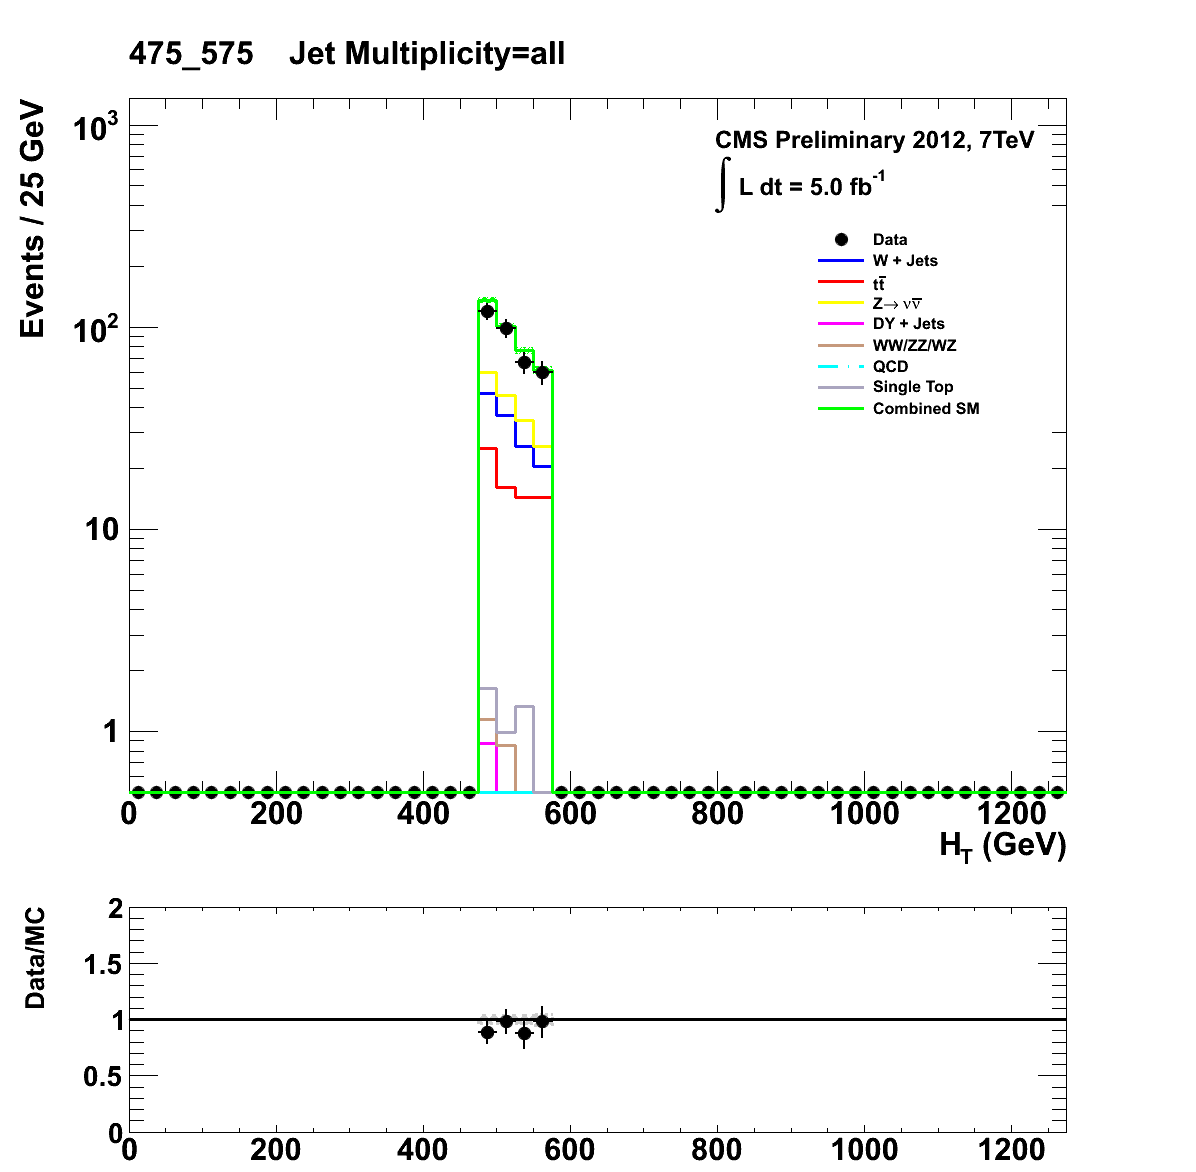 475_575 Jet Multiplicity=all
Events / 25 GeV
10³
10²
10
1
CMS Preliminary 2012, 7TeV
∫ L dt = 5.0 fb⁻¹
Data
W + Jets
tt̅
Z→ νν̅
DY + Jets
WW/ZZ/WZ
QCD
Single Top
Combined SM
0 200 400 600 800 1000 1200
H_T (GeV)
Data/MC
2
1.5
1
0.5
0
0 200 400 600 800 1000 1200